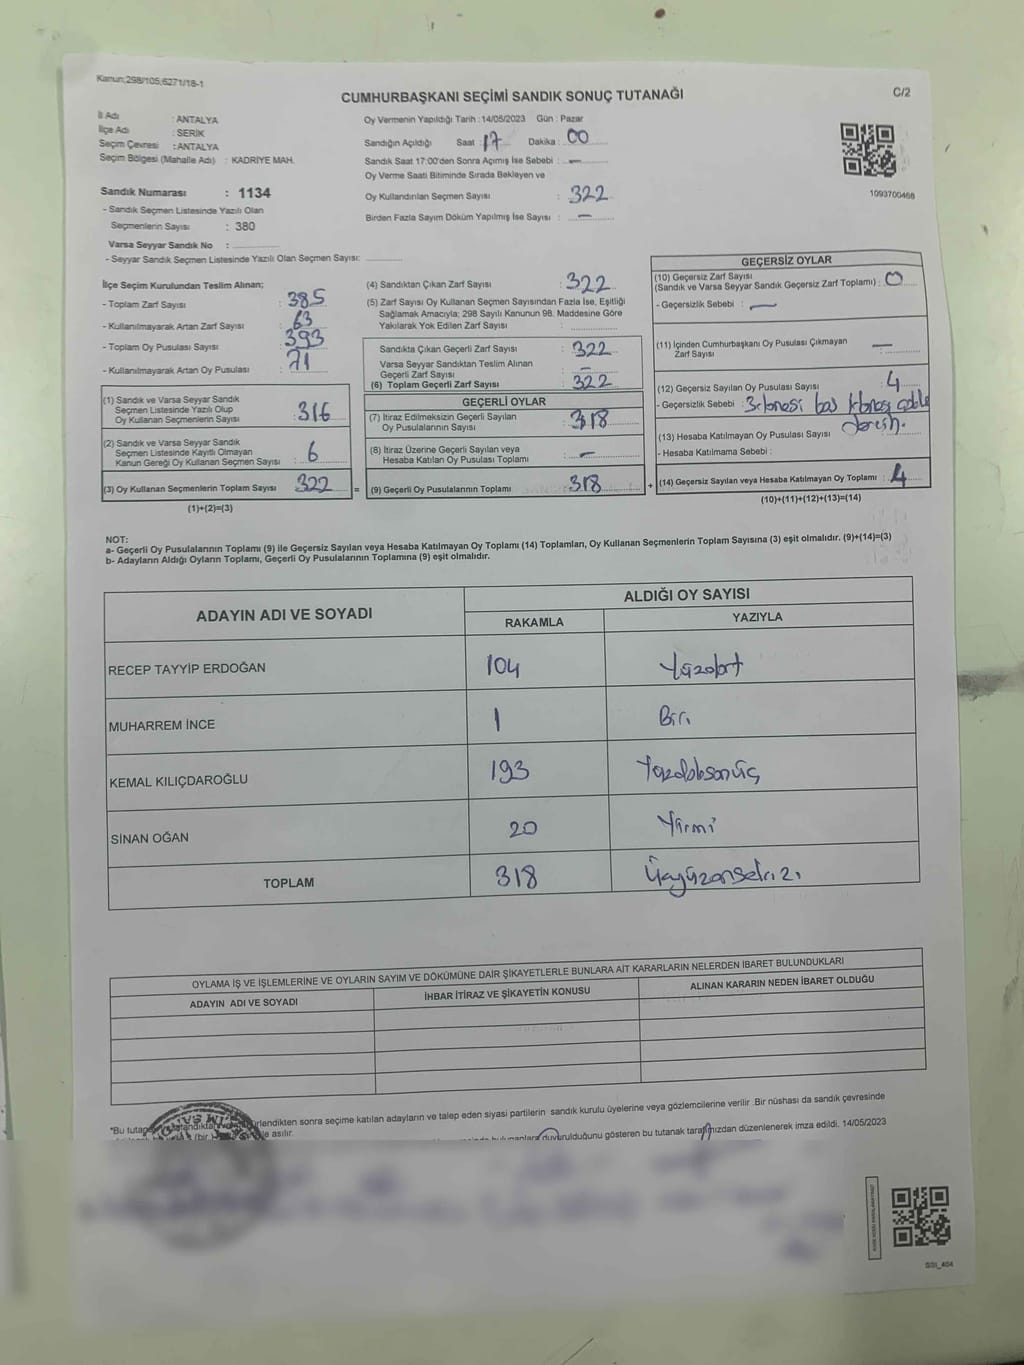 Kanun;298/105,6271/18-1
C/2
CUMHURBAŞKANI SEÇİMİ SANDIK SONUÇ TUTANAĞI
İl Adı : ANTALYA
İlçe Adı : SERİK
Seçim Çevresi : ANTALYA
Seçim Bölgesi (Mahalle Adı) : KADRİYE MAH.
Sandık Numarası : 1134
- Sandık Seçmen Listesinde Yazılı Olan
Seçmenlerin Sayısı : 380
Varsa Seyyar Sandık No :
- Seyyar Sandık Seçmen Listesinde Yazılı Olan Seçmen Sayısı:
Oy Vermenin Yapıldığı Tarih : 14/05/2023 Gün : Pazar
Sandığın Açıldığı Saat : 17 Dakika : 00
Sandık Saat 17:00'den Sonra Açımış İse Sebebi : —
Oy Verme Saati Bitiminde Sırada Bekleyen ve
Oy Kullandırılan Seçmen Sayısı : 322
Birden Fazla Sayım Döküm Yapılmış İse Sayısı : —
1093700468
İlçe Seçim Kurulundan Teslim Alınan;
- Toplam Zarf Sayısı : 385
- Kullanılmayarak Artan Zarf Sayısı : 63
- Toplam Oy Pusulası Sayısı : 393
- Kullanılmayarak Artan Oy Pusulası : 71
(1) Sandık ve Varsa Seyyar Sandık
Seçmen Listesinde Yazılı Olup
Oy Kullanan Seçmenlerin Sayısı : 316
(2) Sandık ve Varsa Seyyar Sandık
Seçmen Listesinde Kayıtlı Olmayan
Kanun Gereği Oy Kullanan Seçmen Sayısı : 6
(3) Oy Kullanan Seçmenlerin Toplam Sayısı : 322
(1)+(2)=(3)
(4) Sandıktan Çıkan Zarf Sayısı : 322
(5) Zarf Sayısı Oy Kullanan Seçmen Sayısından Fazla İse, Eşitliği
Sağlamak Amacıyla; 298 Sayılı Kanunun 98. Maddesine Göre
Yakılarak Yok Edilen Zarf Sayısı :
Sandıkta Çıkan Geçerli Zarf Sayısı : 322
Varsa Seyyar Sandıktan Teslim Alınan
Geçerli Zarf Sayısı : —
(6) Toplam Geçerli Zarf Sayısı : 322
GEÇERLİ OYLAR
(7) İtiraz Edilmeksizin Geçerli Sayılan
Oy Pusulalarının Sayısı : 318
(8) İtiraz Üzerine Geçerli Sayılan veya
Hesaba Katılan Oy Pusulası Toplamı : —
= (9) Geçerli Oy Pusulalarının Toplamı : 318
GEÇERSİZ OYLAR
(10) Geçersiz Zarf Sayısı
(Sandık ve Varsa Seyyar Sandık Geçersiz Zarf Toplamı) : 0
- Geçersizlik Sebebi : —
(11) İçinden Cumhurbaşkanı Oy Pusulası Çıkmayan
Zarf Sayısı : —
(12) Geçersiz Sayılan Oy Pusulası Sayısı : 4
- Geçersizlik Sebebi : 3 tanesi boş
(13) Hesaba Katılmayan Oy Pusulası Sayısı :
- Hesaba Katılmama Sebebi :
+ (14) Geçersiz Sayılan veya Hesaba Katılmayan Oy Toplamı : 4
(10)+(11)+(12)+(13)=(14)
NOT:
a- Geçerli Oy Pusulalarının Toplamı (9) ile Geçersiz Sayılan veya Hesaba Katılmayan Oy Toplamı (14) Toplamları, Oy Kullanan Seçmenlerin Toplam Sayısına (3) eşit olmalıdır. (9)+(14)=(3)
b- Adayların Aldığı Oyların Toplamı, Geçerli Oy Pusulalarının Toplamına (9) eşit olmalıdır.
ADAYIN ADI VE SOYADI
ALDIĞI OY SAYISI
RAKAMLA YAZIYLA
RECEP TAYYİP ERDOĞAN 104 Yüzdört
MUHARREM İNCE 1 Bir
KEMAL KILIÇDAROĞLU 193 Yüzdoksanüç
SİNAN OĞAN 20 Yirmi
TOPLAM 318 Üçyüzonsekizi
OYLAMA İŞ VE İŞLEMLERİNE VE OYLARIN SAYIM VE DÖKÜMÜNE DAİR ŞİKAYETLERLE BUNLARA AİT KARARLARIN NELERDEN İBARET BULUNDUKLARI
ADAYIN ADI VE SOYADI İHBAR İTİRAZ VE ŞİKAYETİN KONUSU ALINAN KARARIN NEDEN İBARET OLDUĞU
*Bu sonra seçime katılan adayların ve talep eden siyasi partilerin sandık kurulu üyelerine veya gözlemcilerine verilir .Bir nüshası da sandık çevresinde
(bir) asılır.
duyurulduğunu gösteren bu tutanak tarafımızdan düzenlenerek imza edildi. 14/05/2023
SSI_404